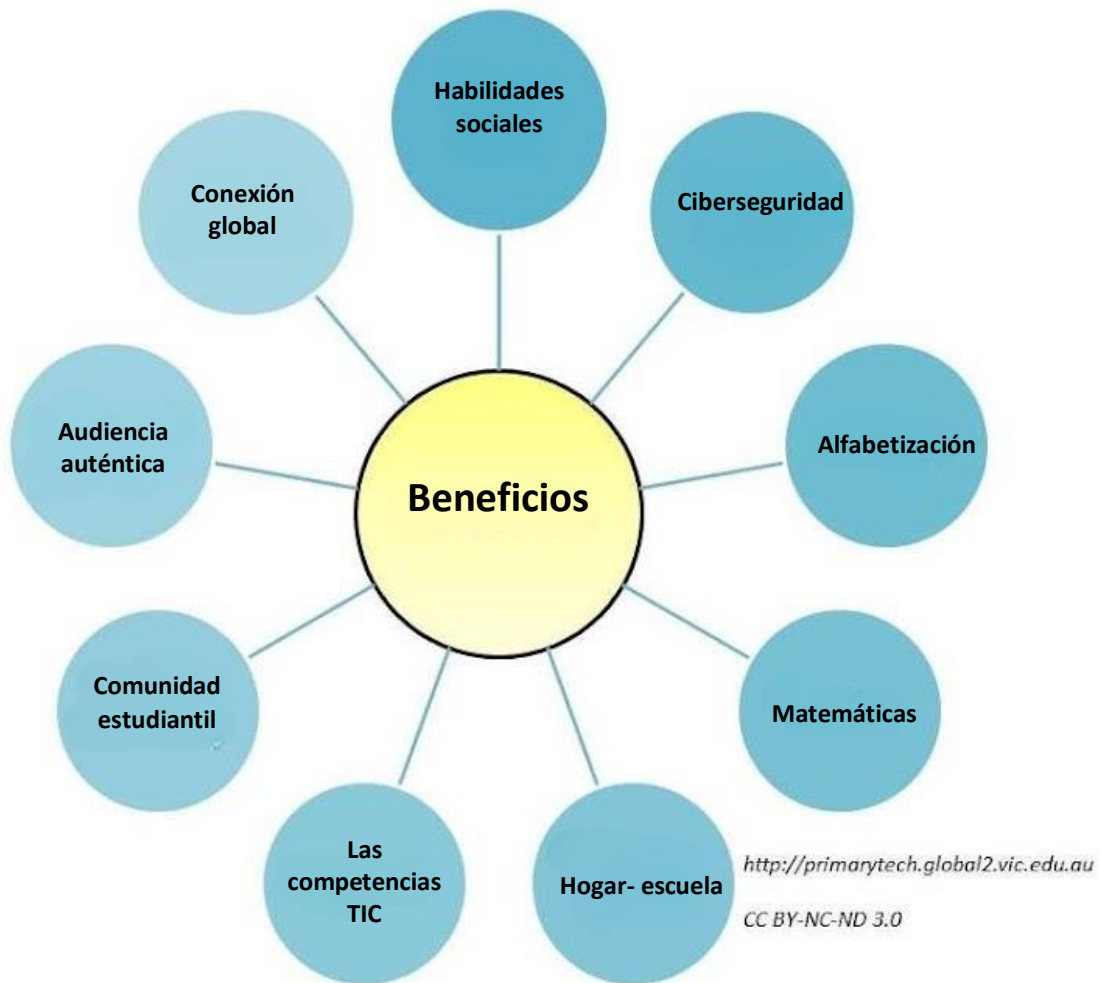 Habilidades
sociales
Ciberseguridad
Conexión
global
Audiencia
auténtica
Alfabetización
Beneficios
Comunidad
estudiantil
Matemáticas
Las
competencias
TIC
Hogar- escuela
http://primarytech.global2.vic.edu.au
CC BY-NC-ND 3.0